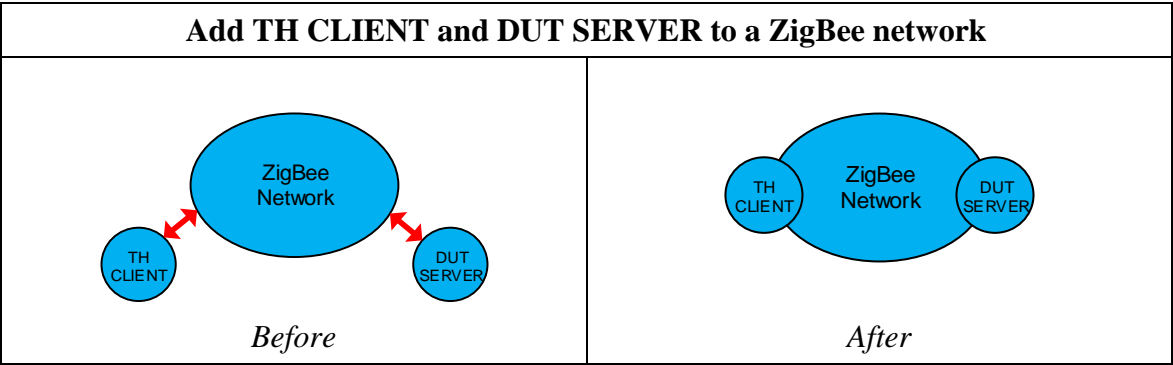 Add TH CLIENT and DUT SERVER to a ZigBee network
ZigBee
Network
TH
CLIENT
DUT
SERVER
Before
ZigBee
Network
TH
CLIENT
DUT
SERVER
After